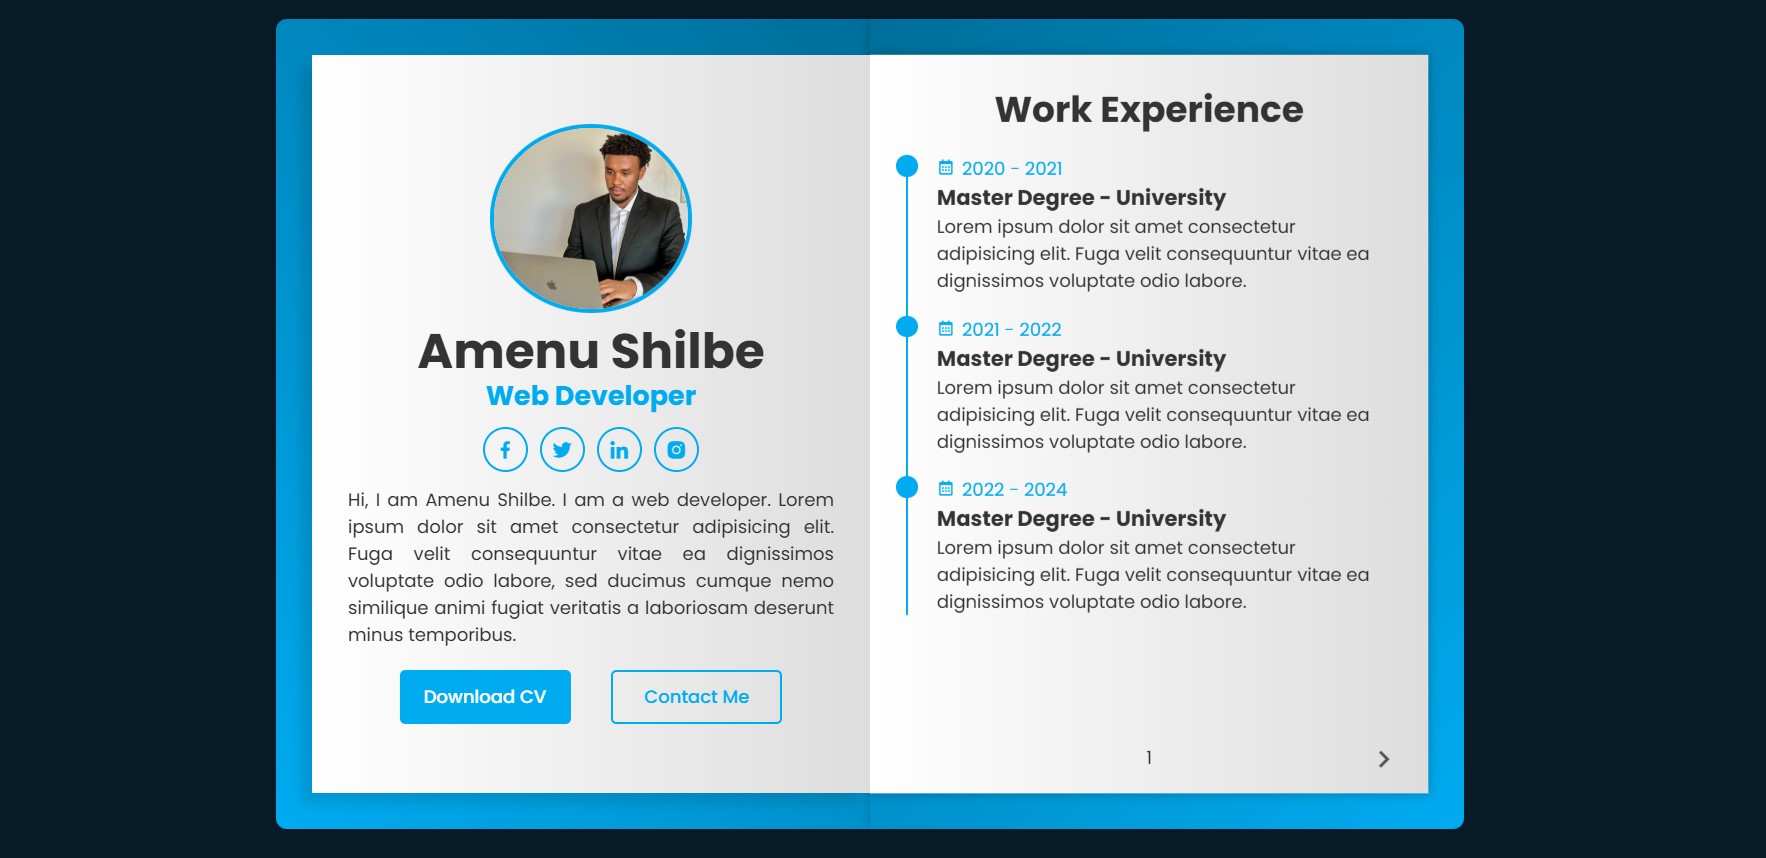 Amenu Shilbe
Web Developer
Hi, I am Amenu Shilbe. I am a web developer. Lorem
ipsum dolor sit amet consectetur adipisicing elit.
Fuga velit consequuntur vitae ea dignissimos
voluptate odio labore, sed ducimus cumque nemo
similique animi fugiat veritatis a laboriosam deserunt
minus temporibus.
Download CV
Contact Me
Work Experience
2020 - 2021
Master Degree - University
Lorem ipsum dolor sit amet consectetur
adipisicing elit. Fuga velit consequuntur vitae ea
dignissimos voluptate odio labore.
2021 - 2022
Master Degree - University
Lorem ipsum dolor sit amet consectetur
adipisicing elit. Fuga velit consequuntur vitae ea
dignissimos voluptate odio labore.
2022 - 2024
Master Degree - University
Lorem ipsum dolor sit amet consectetur
adipisicing elit. Fuga velit consequuntur vitae ea
dignissimos voluptate odio labore.
1